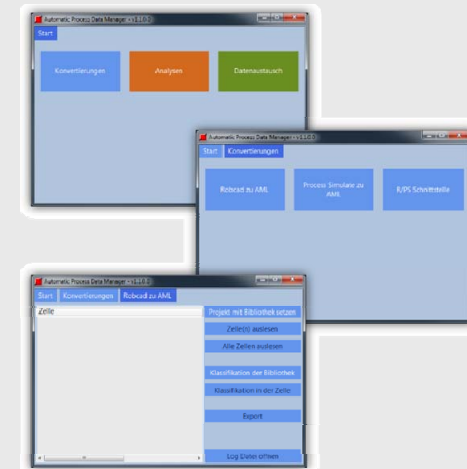 Automatic Process Data Manager - v1.1.0.0
Start
Konvertierungen
Analysen
Datenaustausch
Automatic Process Data Manager - v1.1.0.0
Start Konvertierungen
Robcad zu AML
Process Simulate zu
AML
R/PS Schnittstelle
Automatic Process Data Manager - v1.1.0.0
Start Konvertierungen Robcad zu AML
Zelle
Projekt mit Bibliothek setzen
Zelle(n) auslesen
Alle Zellen auslesen
Klassifikation der Bibliothek
Klassifikation in der Zelle
Export
Log Datei öffnen